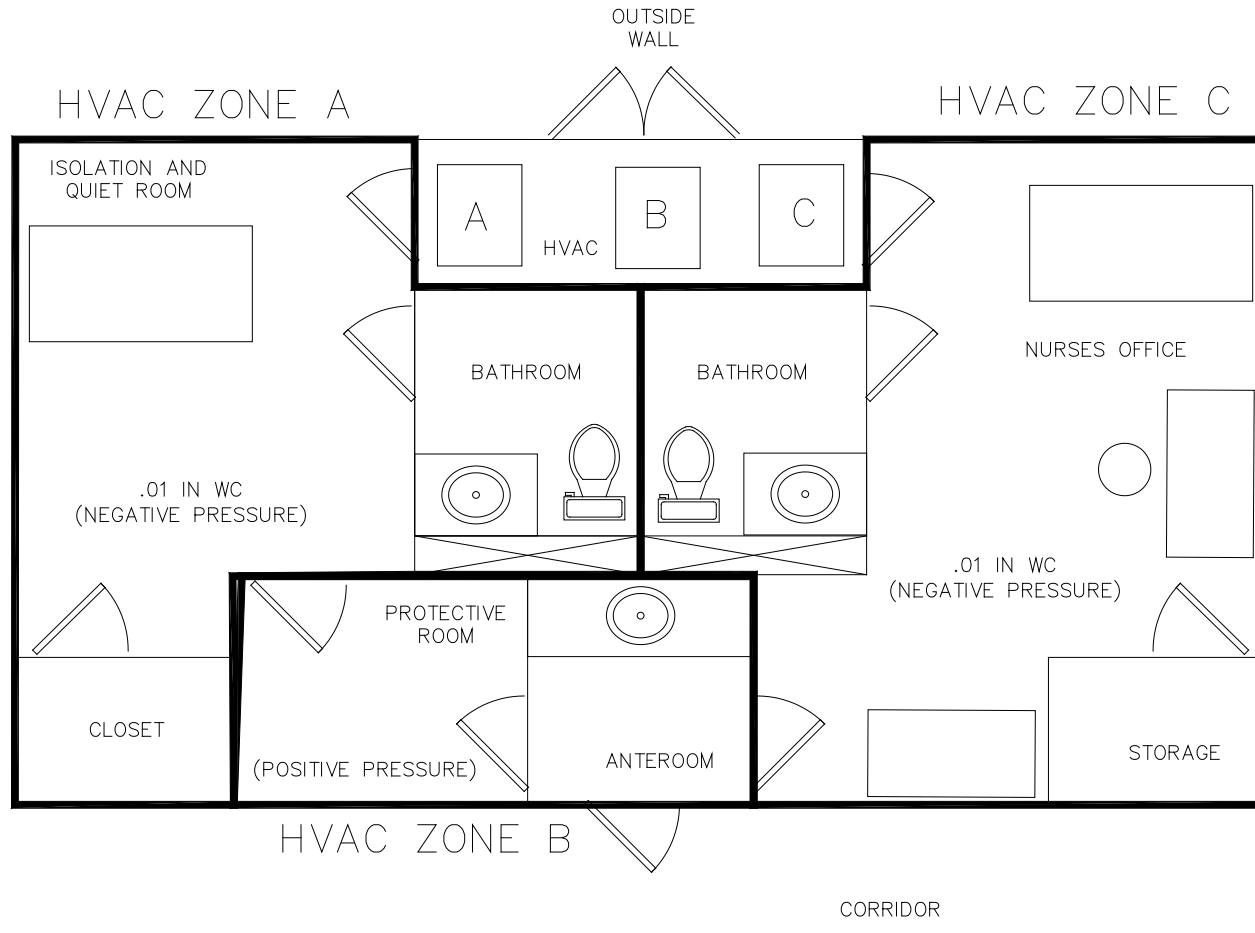 OUTSIDE
WALL
HVAC ZONE A
HVAC ZONE C
ISOLATION AND
QUIET ROOM
A
B
C
HVAC
NURSES OFFICE
BATHROOM
BATHROOM
.01 IN WC
(NEGATIVE PRESSURE)
.01 IN WC
(NEGATIVE PRESSURE)
PROTECTIVE
ROOM
CLOSET
(POSITIVE PRESSURE)
ANTEROOM
STORAGE
HVAC ZONE B
CORRIDOR